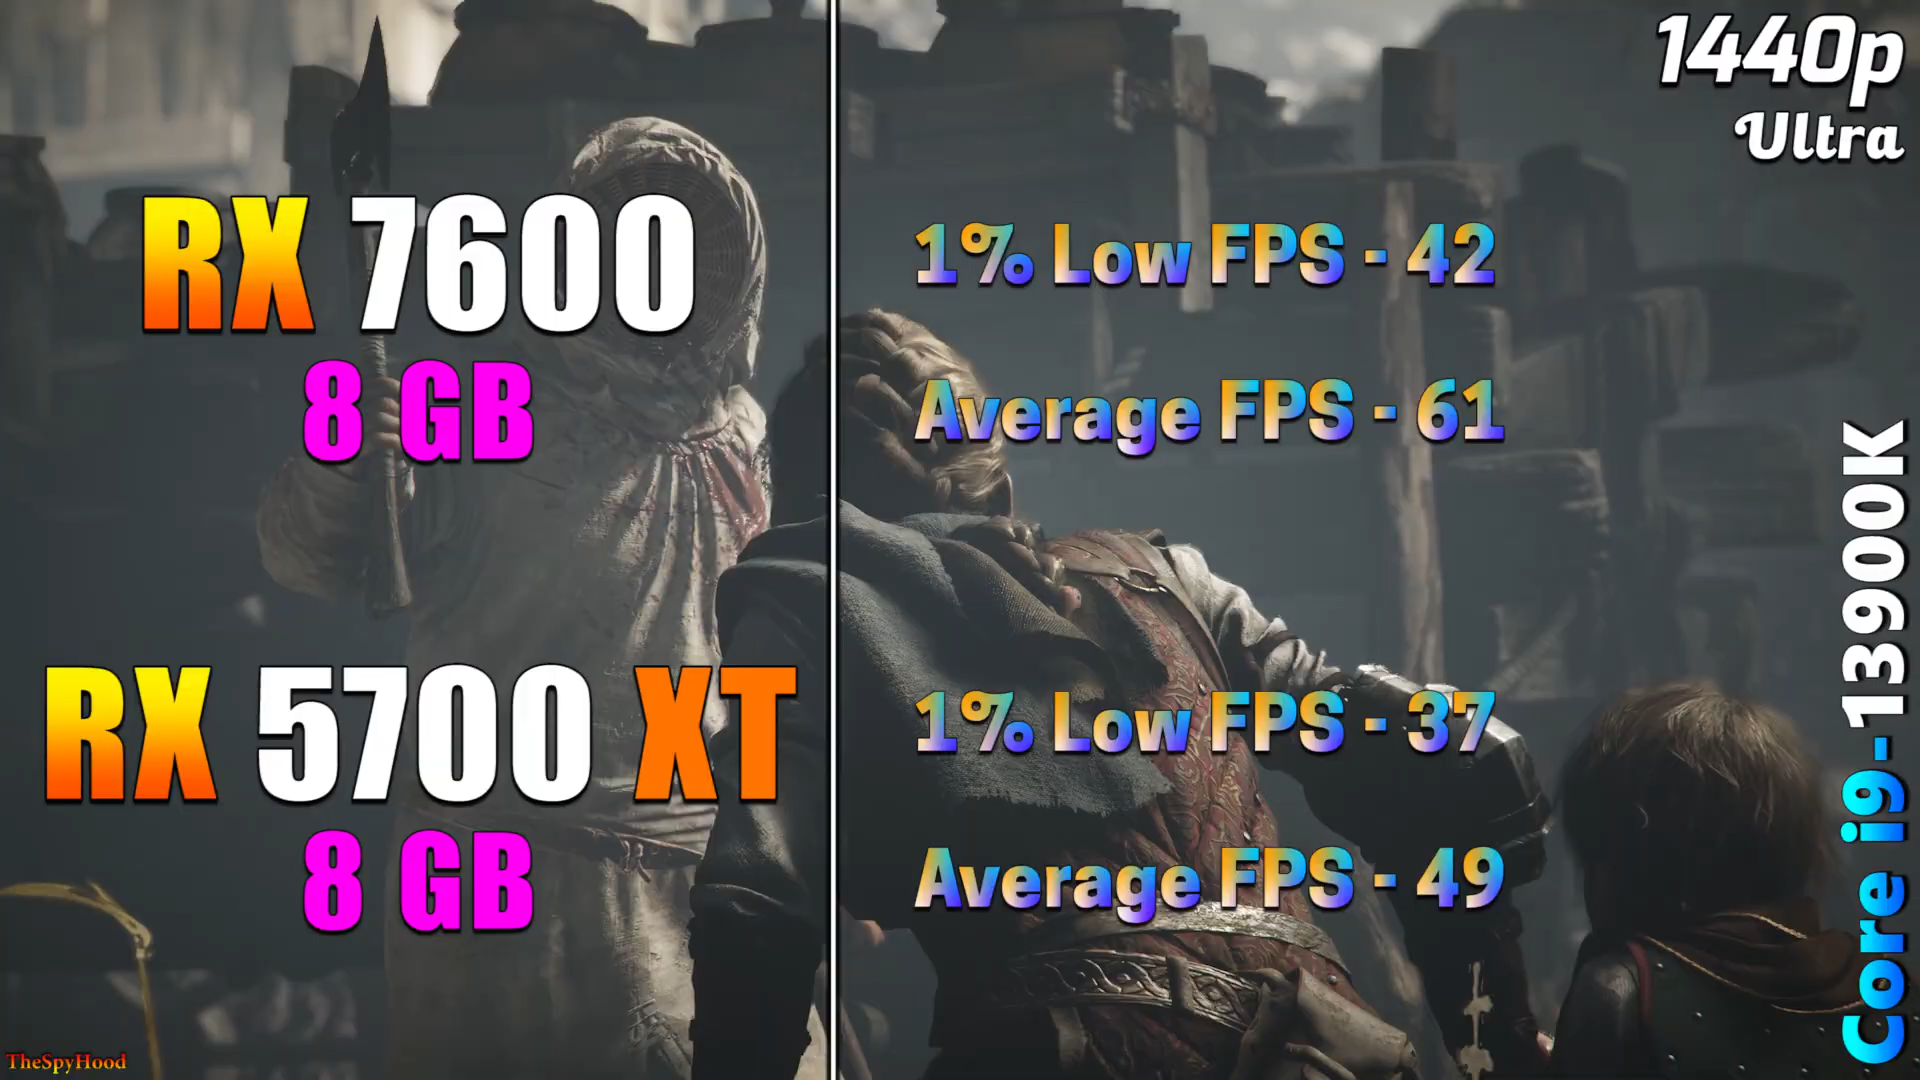 1440p
Ultra
RX 7600
8 GB
1% Low FPS - 42
Average FPS - 61
RX 5700 XT
8 GB
1% Low FPS - 37
Average FPS - 49
Core i9-13900K
TheSpyHood